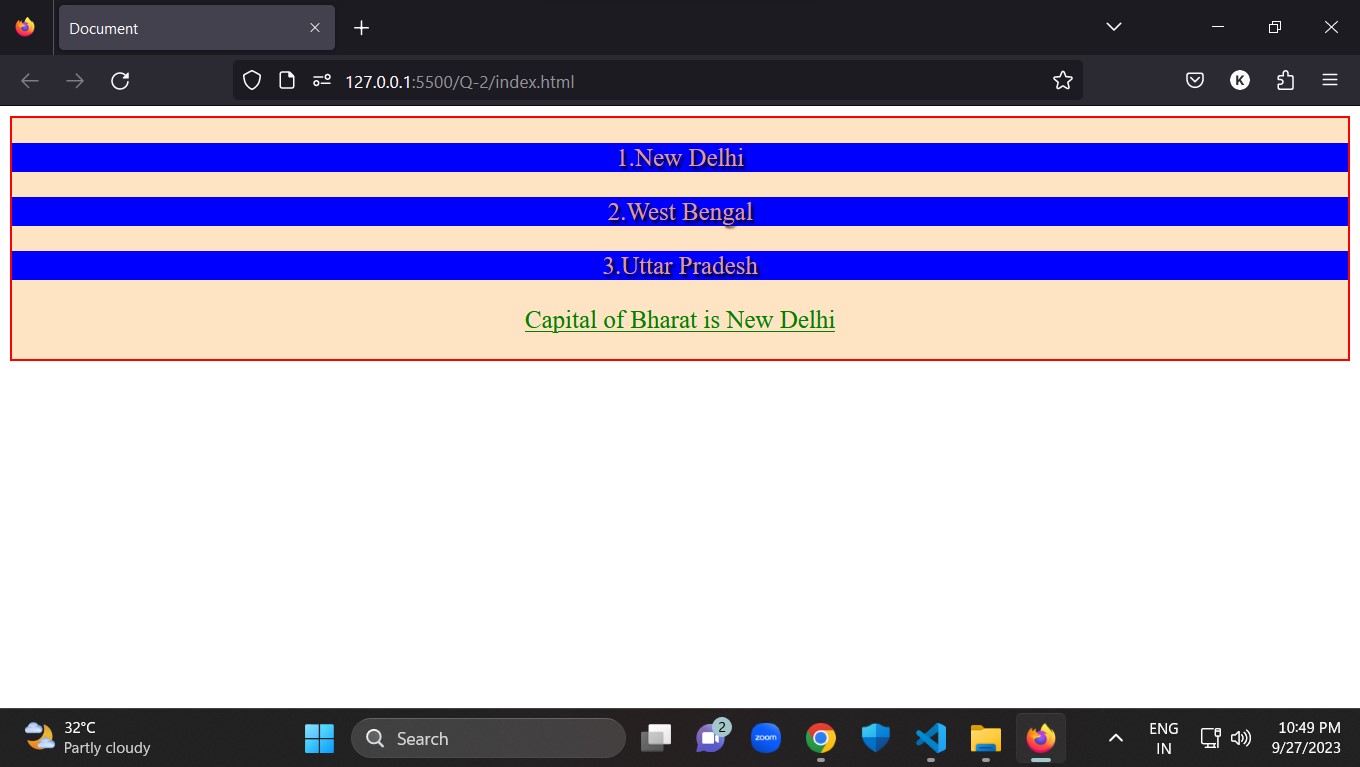 Document
127.0.0.1:5500/Q-2/index.html
K
1.New Delhi
2.West Bengal
3.Uttar Pradesh
Capital of Bharat is New Delhi
32°C
Partly cloudy
Search
2
zoom
ENG
IN
10:49 PM
9/27/2023